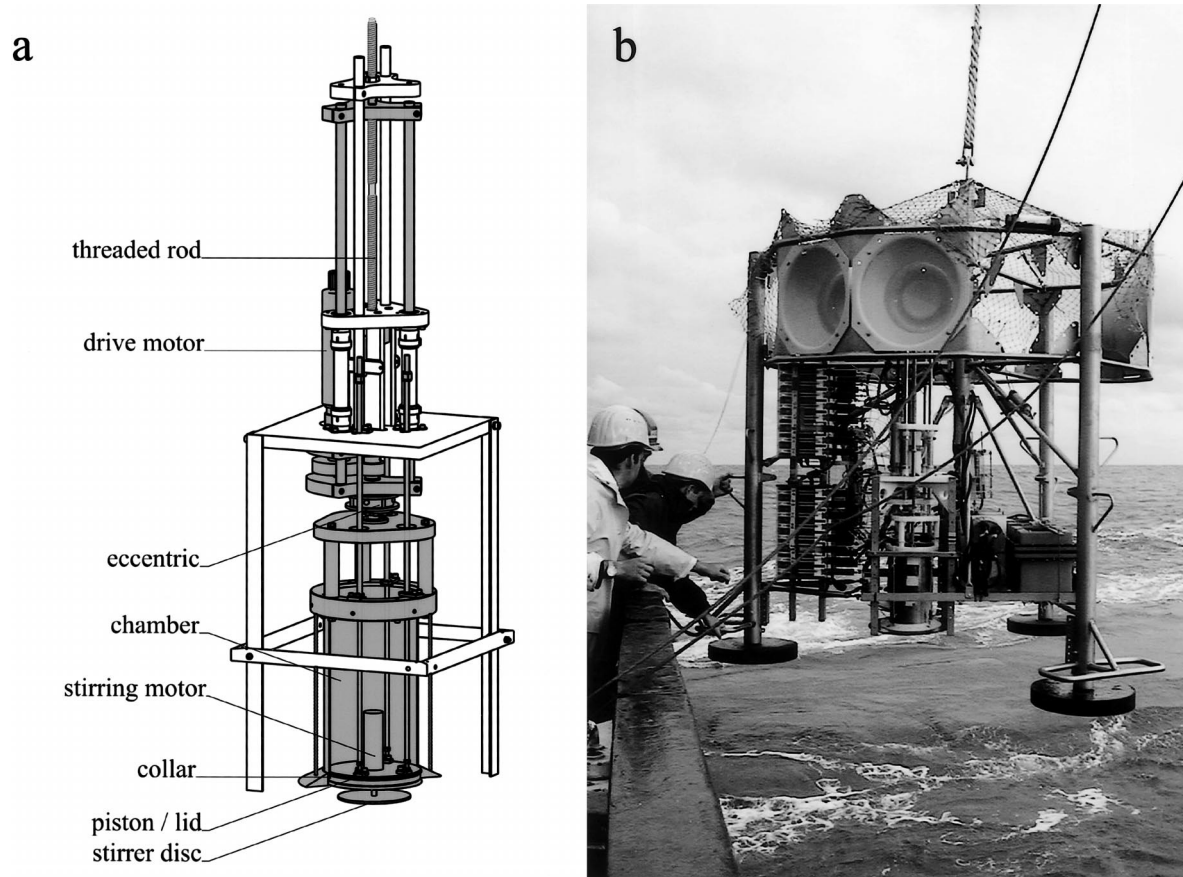 a
threaded rod
drive motor
eccentric
chamber
stirring motor
collar
piston / lid
stirrer disc
b